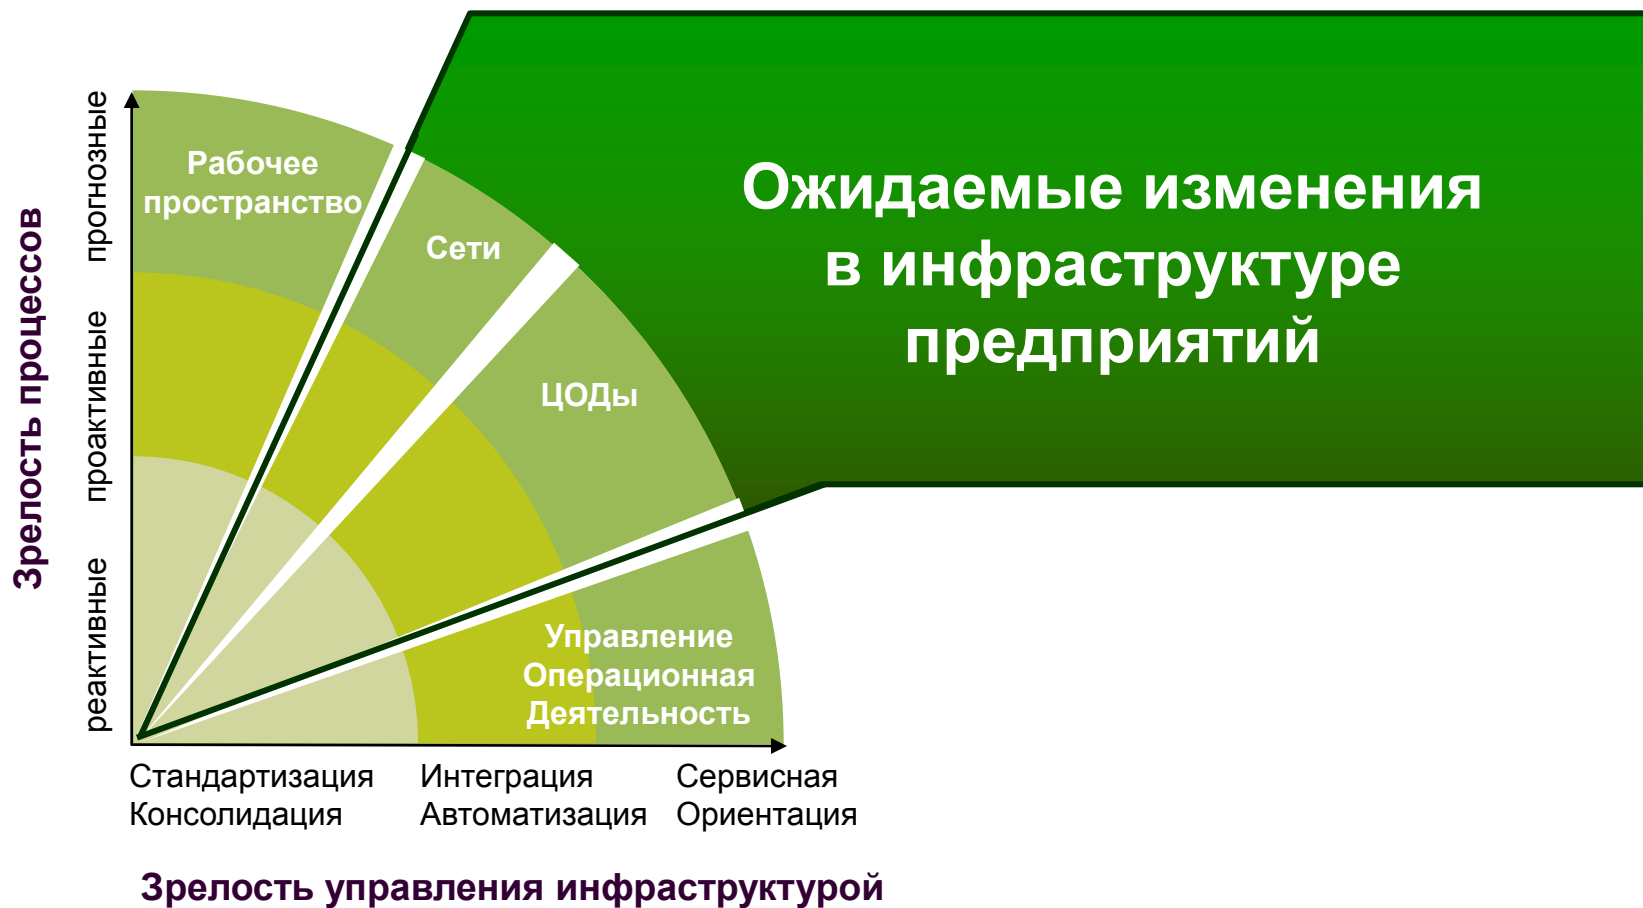 Ожидаемые изменения
в инфраструктуре
предприятий
Зрелость процессов
прогнозные
проактивные
реактивные
Рабочее
пространство
Сети
ЦОДы
Управление
Операционная
Деятельность
Стандартизация
Консолидация
Интеграция
Автоматизация
Сервисная
Ориентация
Зрелость управления инфраструктурой